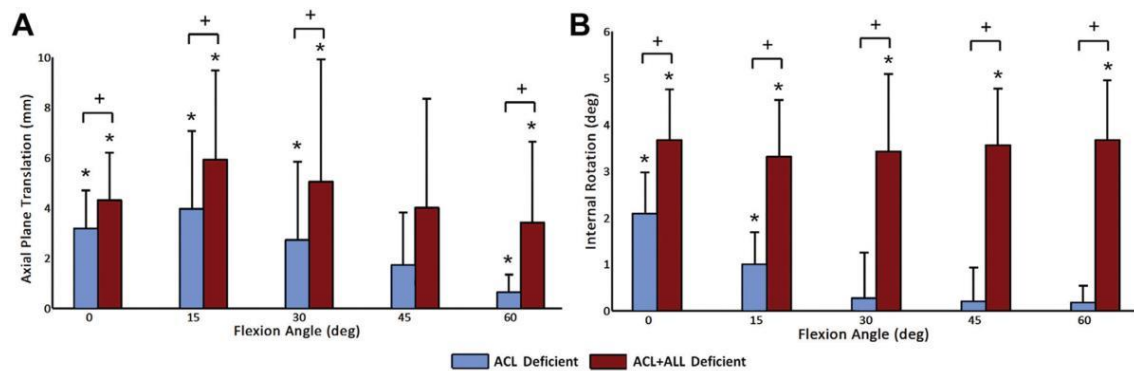 A
Axial Plane Translation (mm)
10
8
6
4
2
0
+
+
+
+
* * * * * * * *
0 15 30 45 60
Flexion Angle (deg)
B
Internal Rotation (deg)
6
5
4
3
2
1
0
+ + + + +
* * * * * * *
0 15 30 45 60
Flexion Angle (deg)
ACL Deficient ACL+ALL Deficient